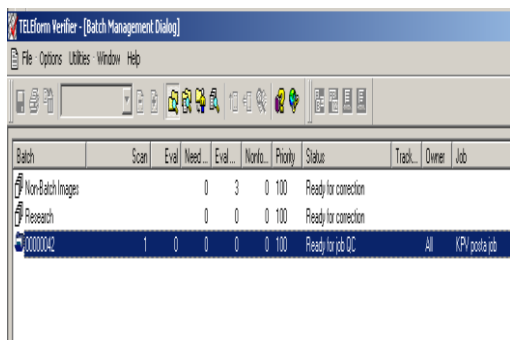 TELEform Verifier - [Batch Management Dialog]
File Options Utilities Window Help
Batch Scan Eval Need... Eval... Nonfo... Priority Status Track... Owner Job
Non-Batch Images 0 3 0 100 Ready for correction
Research 0 0 0 100 Ready for correction
00000042 1 0 0 0 0 100 Ready for job QC All KPV posta job